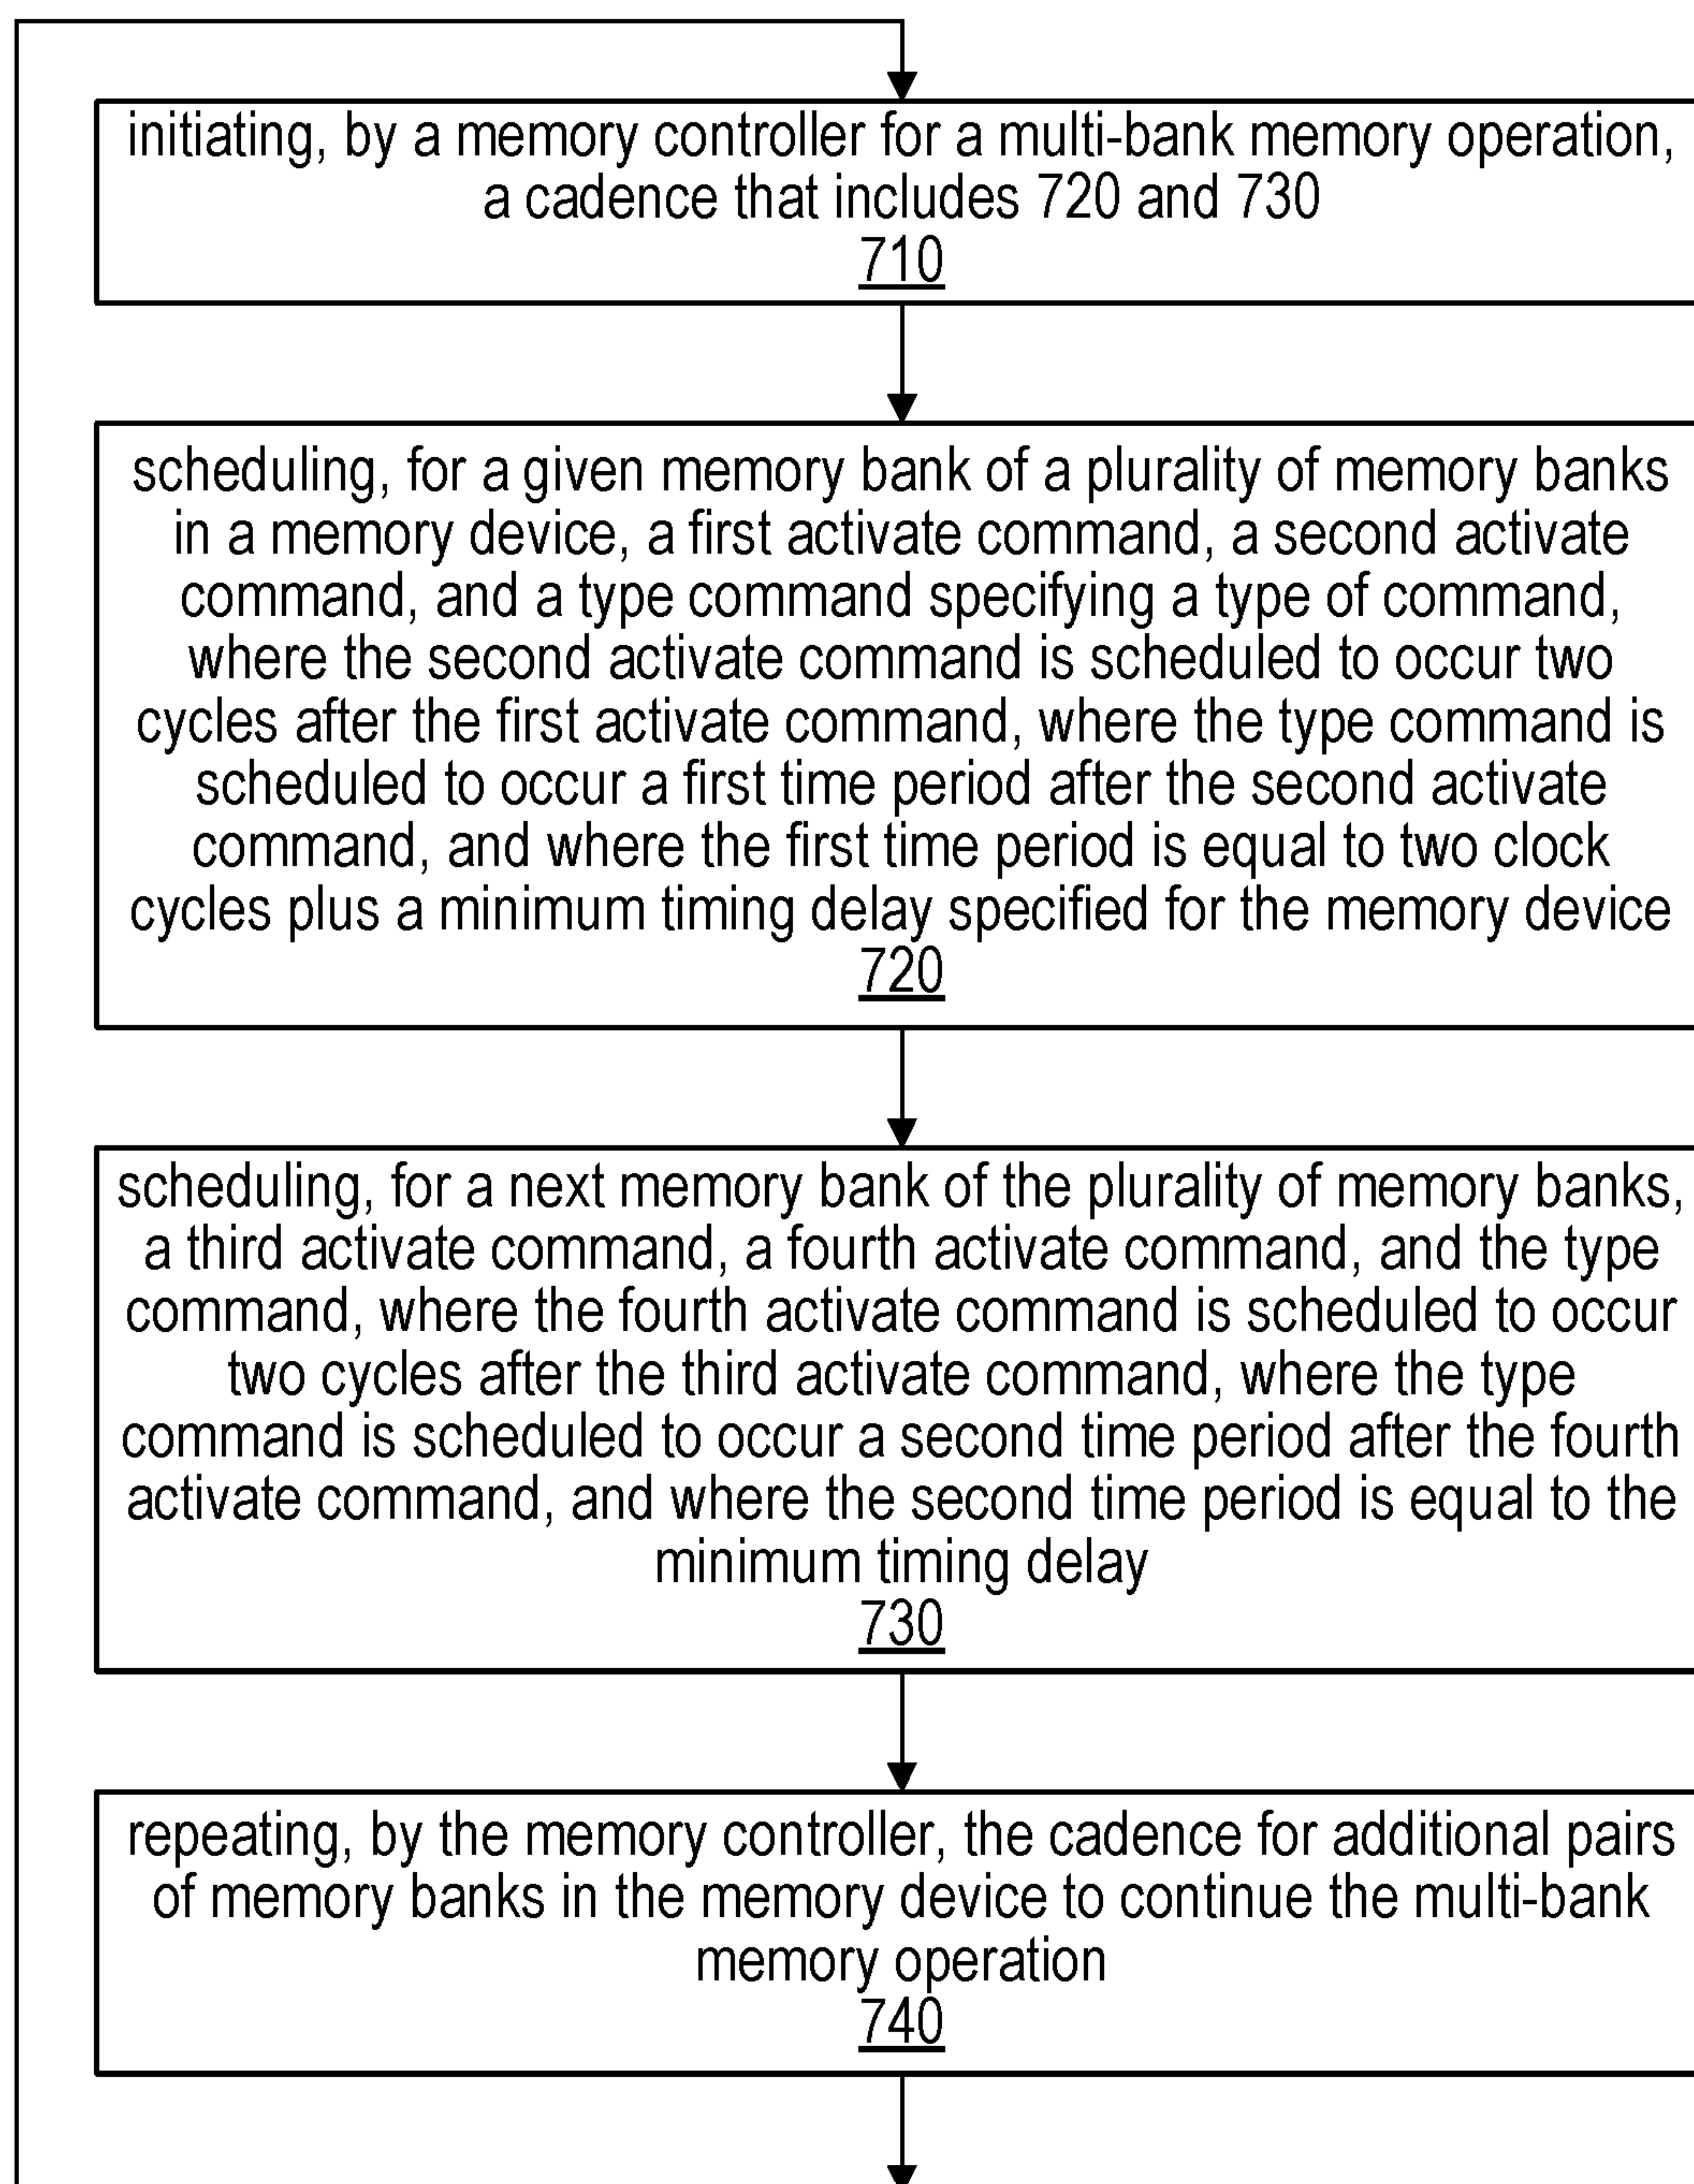 initiating, by a memory controller for a multi-bank memory operation,
a cadence that includes 720 and 730
710
scheduling, for a given memory bank of a plurality of memory banks
in a memory device, a first activate command, a second activate
command, and a type command specifying a type of command,
where the second activate command is scheduled to occur two
cycles after the first activate command, where the type command is
scheduled to occur a first time period after the second activate
command, and where the first time period is equal to two clock
cycles plus a minimum timing delay specified for the memory device
720
scheduling, for a next memory bank of the plurality of memory banks,
a third activate command, a fourth activate command, and the type
command, where the fourth activate command is scheduled to occur
two cycles after the third activate command, where the type
command is scheduled to occur a second time period after the fourth
activate command, and where the second time period is equal to the
minimum timing delay
730
repeating, by the memory controller, the cadence for additional pairs
of memory banks in the memory device to continue the multi-bank
memory operation
740